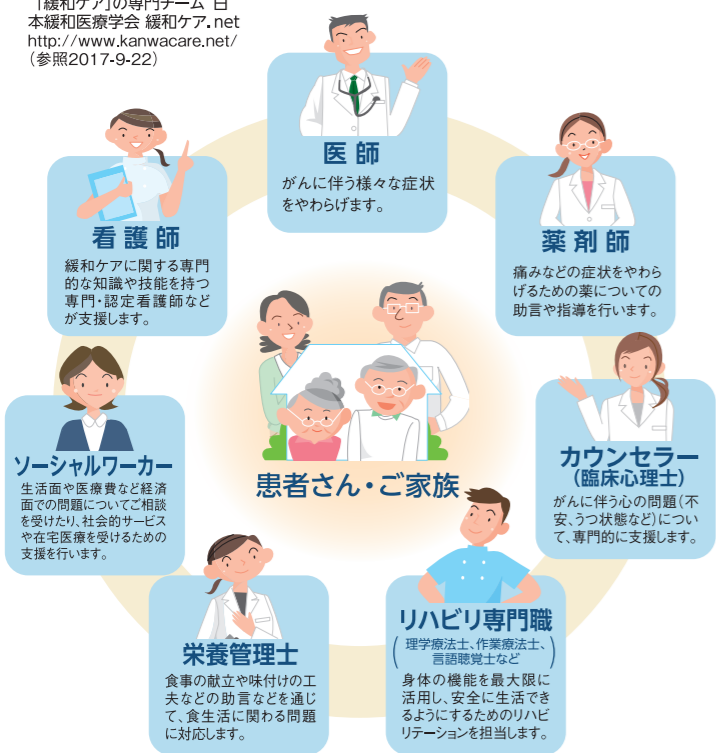 「緩和ケア」の専門チーム 日
本緩和医療学会 緩和ケア.net
http://www.kanwacare.net/
(参照2017-9-22)
医師
がんに伴う様々な症状
をやわらげます。
看護師
緩和ケアに関する専門
的な知識や技能を持つ
専門・認定看護師など
が支援します。
薬剤師
痛みなどの症状をやわら
げるための薬についての
助言や指導を行います。
ソーシャルワーカー
生活面や医療費など経済
面での問題についてご相談
を受けたり、社会的サービス
や在宅医療を受けるための
支援を行います。
患者さん・ご家族
カウンセラー
(臨床心理士)
がんに伴う心の問題(不
安、うつ状態など)につい
て、専門的に支援します。
栄養管理士
食事の献立や味付けの工
夫などの助言などを通じ
て、食生活に関わる問題
に対応します。
リハビリ専門職
(理学療法士、作業療法士、
言語聴覚士など)
身体の機能を最大限に
活用し、安全に生活でき
るようにするためのリハビ
リテーションを担当します。